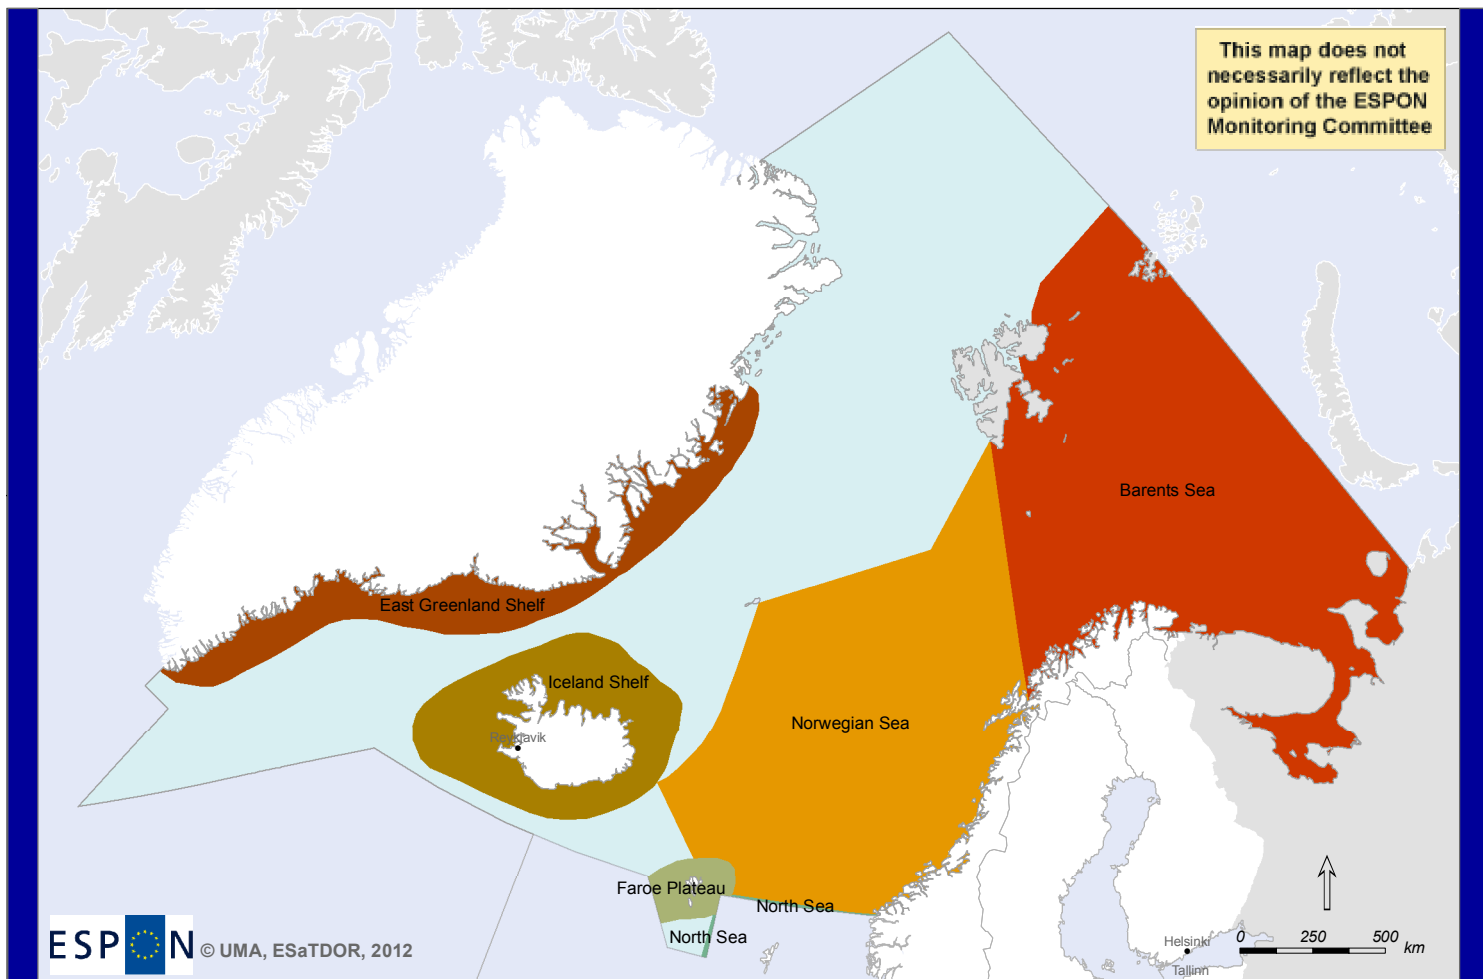 This map does not
necessarily reflect the
opinion of the ESPON
Monitoring Committee
Barents Sea
East Greenland Shelf
Iceland Shelf
Norwegian Sea
Reykjavik
Faroe Plateau
North Sea
North Sea
Helsinki
Tallinn
0 250 500
km
ESPON © UMA, ESaTDOR, 2012